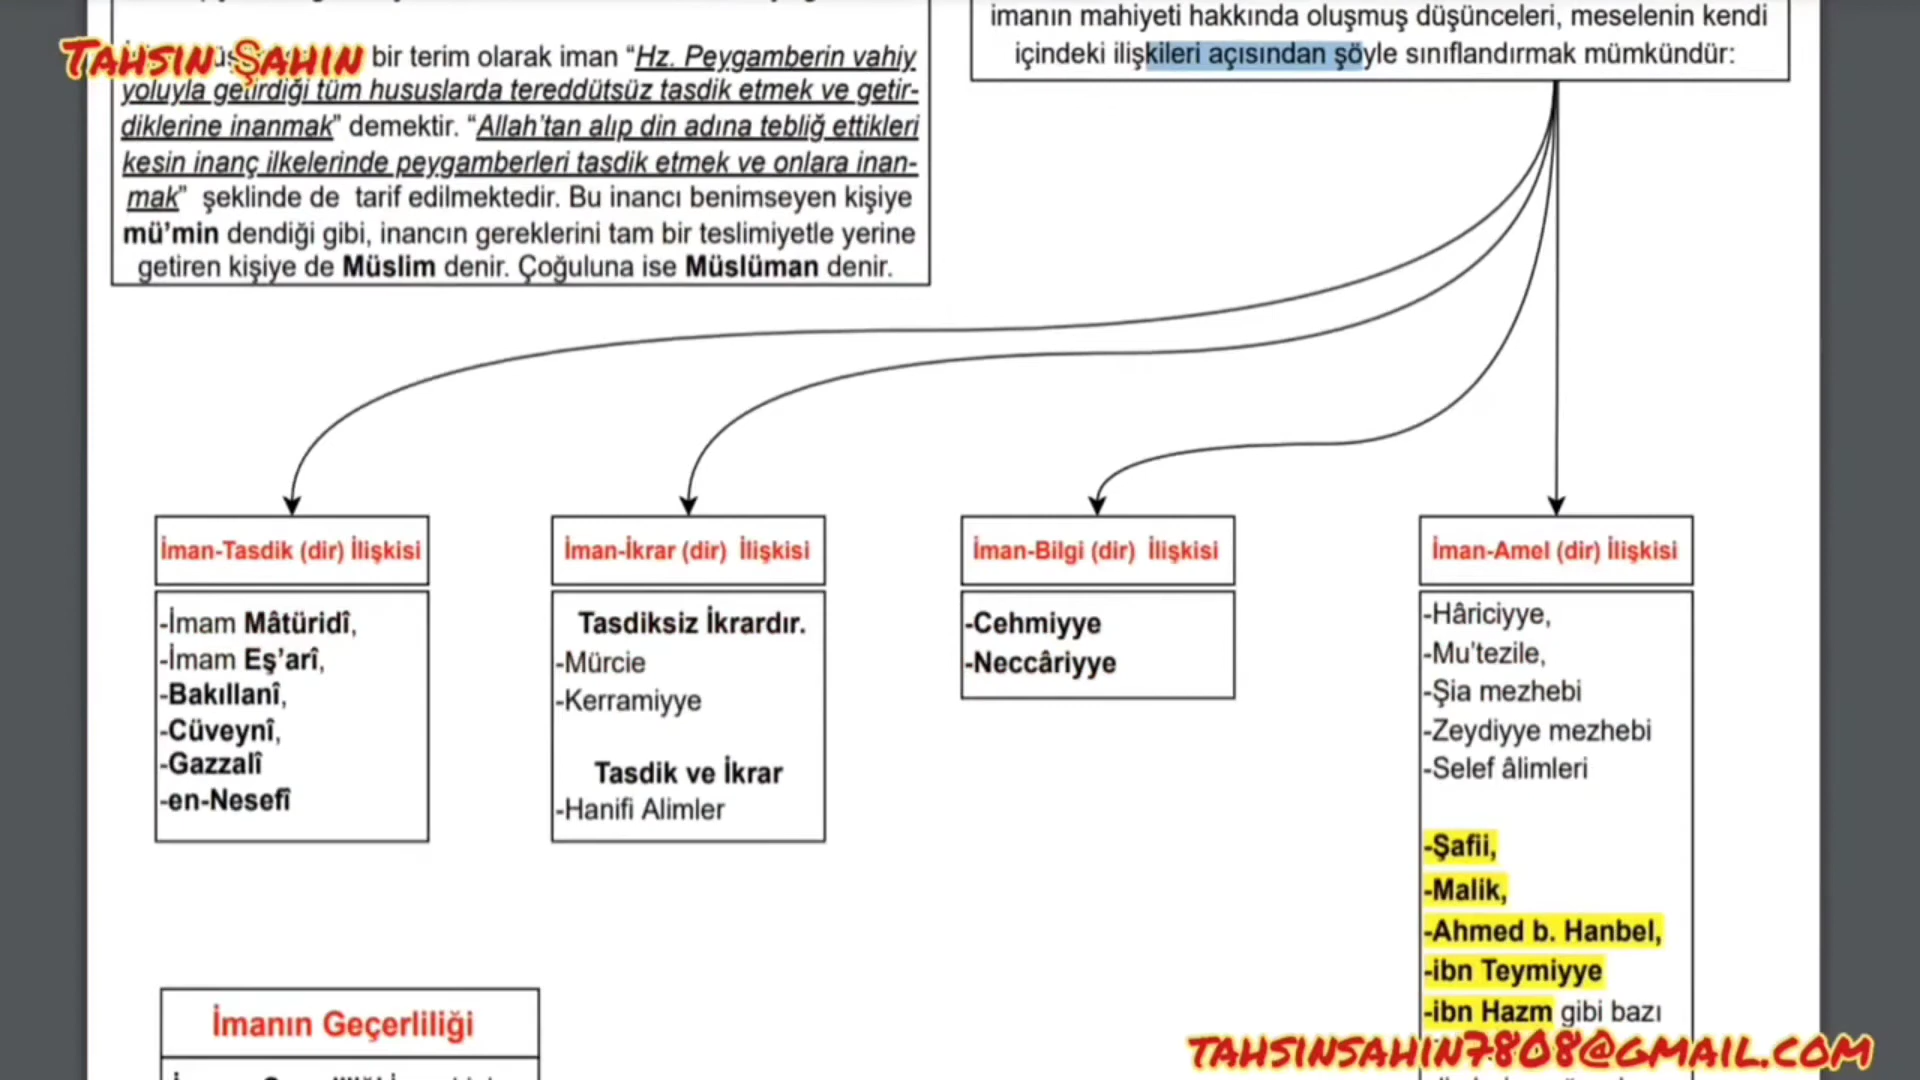 TAHSIN ŞAHIN
bir terim olarak iman “Hz. Peygamberin vahiy
yoluyla getirdiği tüm hususlarda tereddütsüz tasdik etmek ve getir-
diklerine inanmak” demektir. “Allah’tan alıp din adına tebliğ ettikleri
kesin inanç ilkelerinde peygamberleri tasdik etmek ve onlara inan-
mak” şeklinde de tarif edilmektedir. Bu inancı benimseyen kişiye
mü’min dendiği gibi, inancın gereklerini tam bir teslimiyetle yerine
getiren kişiye de Müslim denir. Çoğuluna ise Müslüman denir.
imanın mahiyeti hakkında oluşmuş düşünceleri, meselenin kendi
içindeki ilişkileri açısından şöyle sınıflandırmak mümkündür:
İman-Tasdik (dir) İlişkisi
-İmam Mâtüridî,
-İmam Eş’arî,
-Bakıllanî,
-Cüveynî,
-Gazzalî
-en-Nesefî
İman-İkrar (dir) İlişkisi
Tasdiksiz İkrardır.
-Mürcie
-Kerramiyye
Tasdik ve İkrar
-Hanifi Alimler
İman-Bilgi (dir) İlişkisi
-Cehmiyye
-Neccâriyye
İman-Amel (dir) İlişkisi
-Hâriciyye,
-Mu’tezile,
-Şia mezhebi
-Zeydiyye mezhebi
-Selef âlimleri
-Şafii,
-Malik,
-Ahmed b. Hanbel,
-ibn Teymiyye
-ibn Hazm gibi bazı
İmanın Geçerliliği
TAHSINSAHIN7808@GMAIL.COM